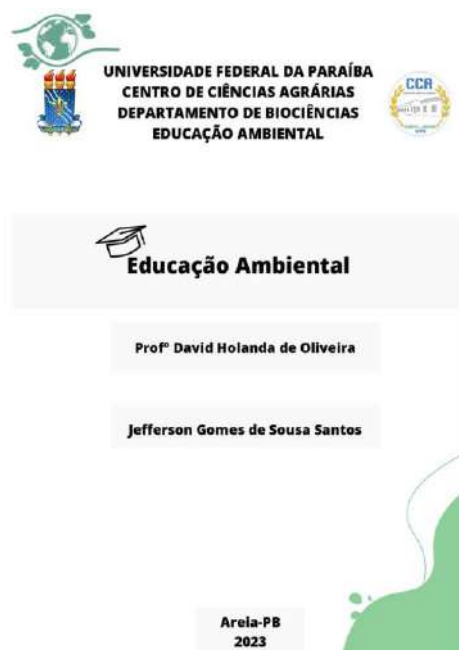 UNIVERSIDADE FEDERAL DA PARAÍBA
CENTRO DE CIÊNCIAS AGRÁRIAS
DEPARTAMENTO DE BIOCIÊNCIAS
EDUCAÇÃO AMBIENTAL
CCA
Educação Ambiental
Profº David Holanda de Oliveira
Jefferson Gomes de Sousa Santos
Areia-PB
2023